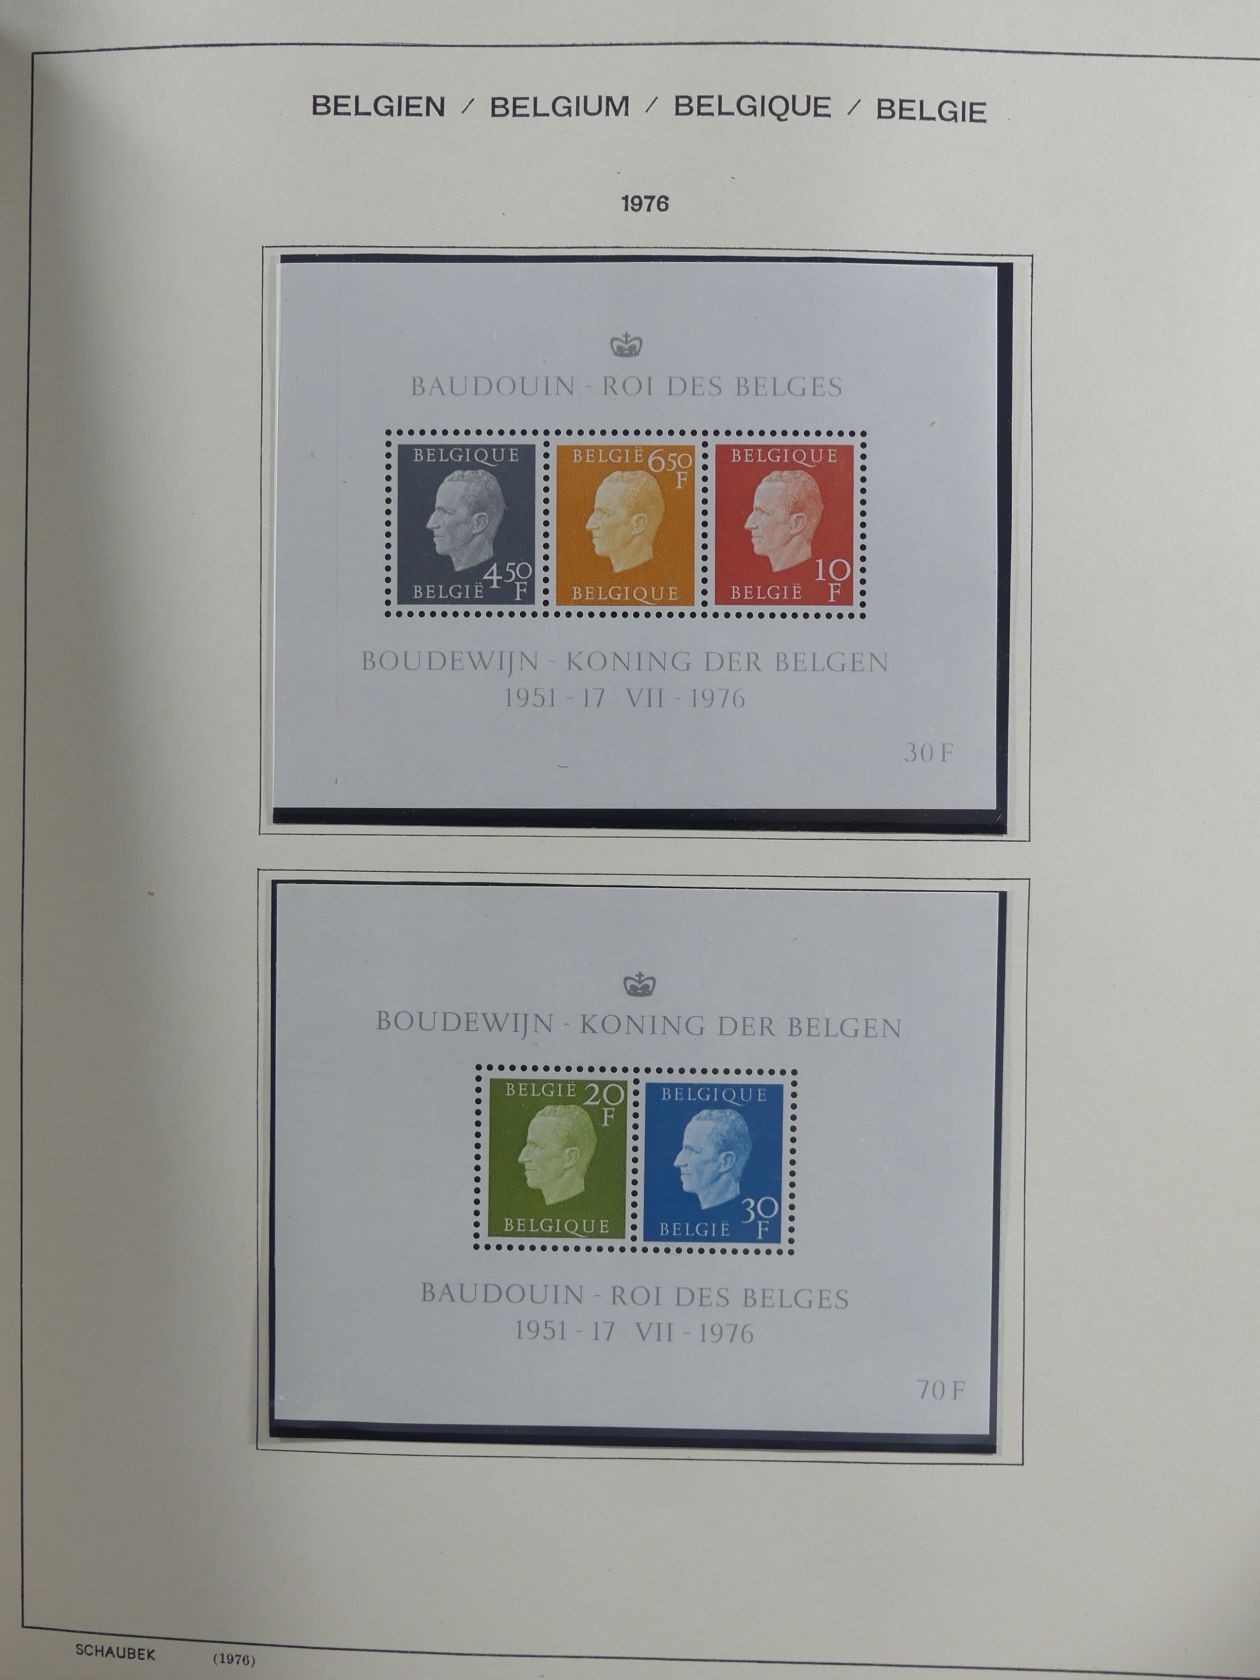 BELGIEN / BELGIUM / BELGIQUE / BELGIE
1976
BAUDOUIN - ROI DES BELGES
BELGIQUE
4 50 F
BELGIË
BELGIË 6 50 F
BELGIQUE
BELGIQUE
10 F
BELGIË
BOUDEWIJN - KONING DER BELGEN
1951 - 17 VII - 1976
30 F
BOUDEWIJN - KONING DER BELGEN
BELGIË 20 F
BELGIQUE
BELGIQUE
30 F
BELGIË
BAUDOUIN - ROI DES BELGES
1951 - 17 VII - 1976
70 F
SCHAUBEK (1976)